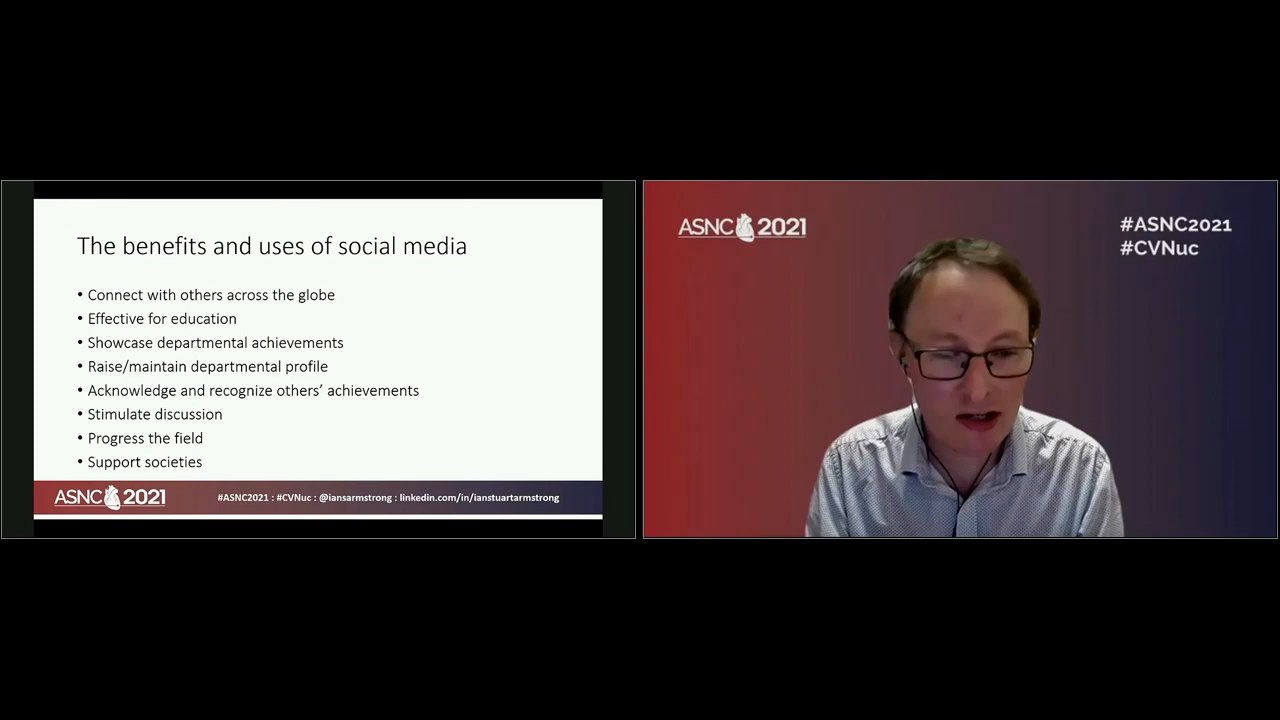 The benefits and uses of social media
• Connect with others across the globe
• Effective for education
• Showcase departmental achievements
• Raise/maintain departmental profile
• Acknowledge and recognize others’ achievements
• Stimulate discussion
• Progress the field
• Support societies
ASNC 2021
#ASNC2021 : #CVNuc : @iansarmstrong : linkedin.com/in/ianstuartarmstrong
ASNC 2021
#ASNC2021
#CVNuc